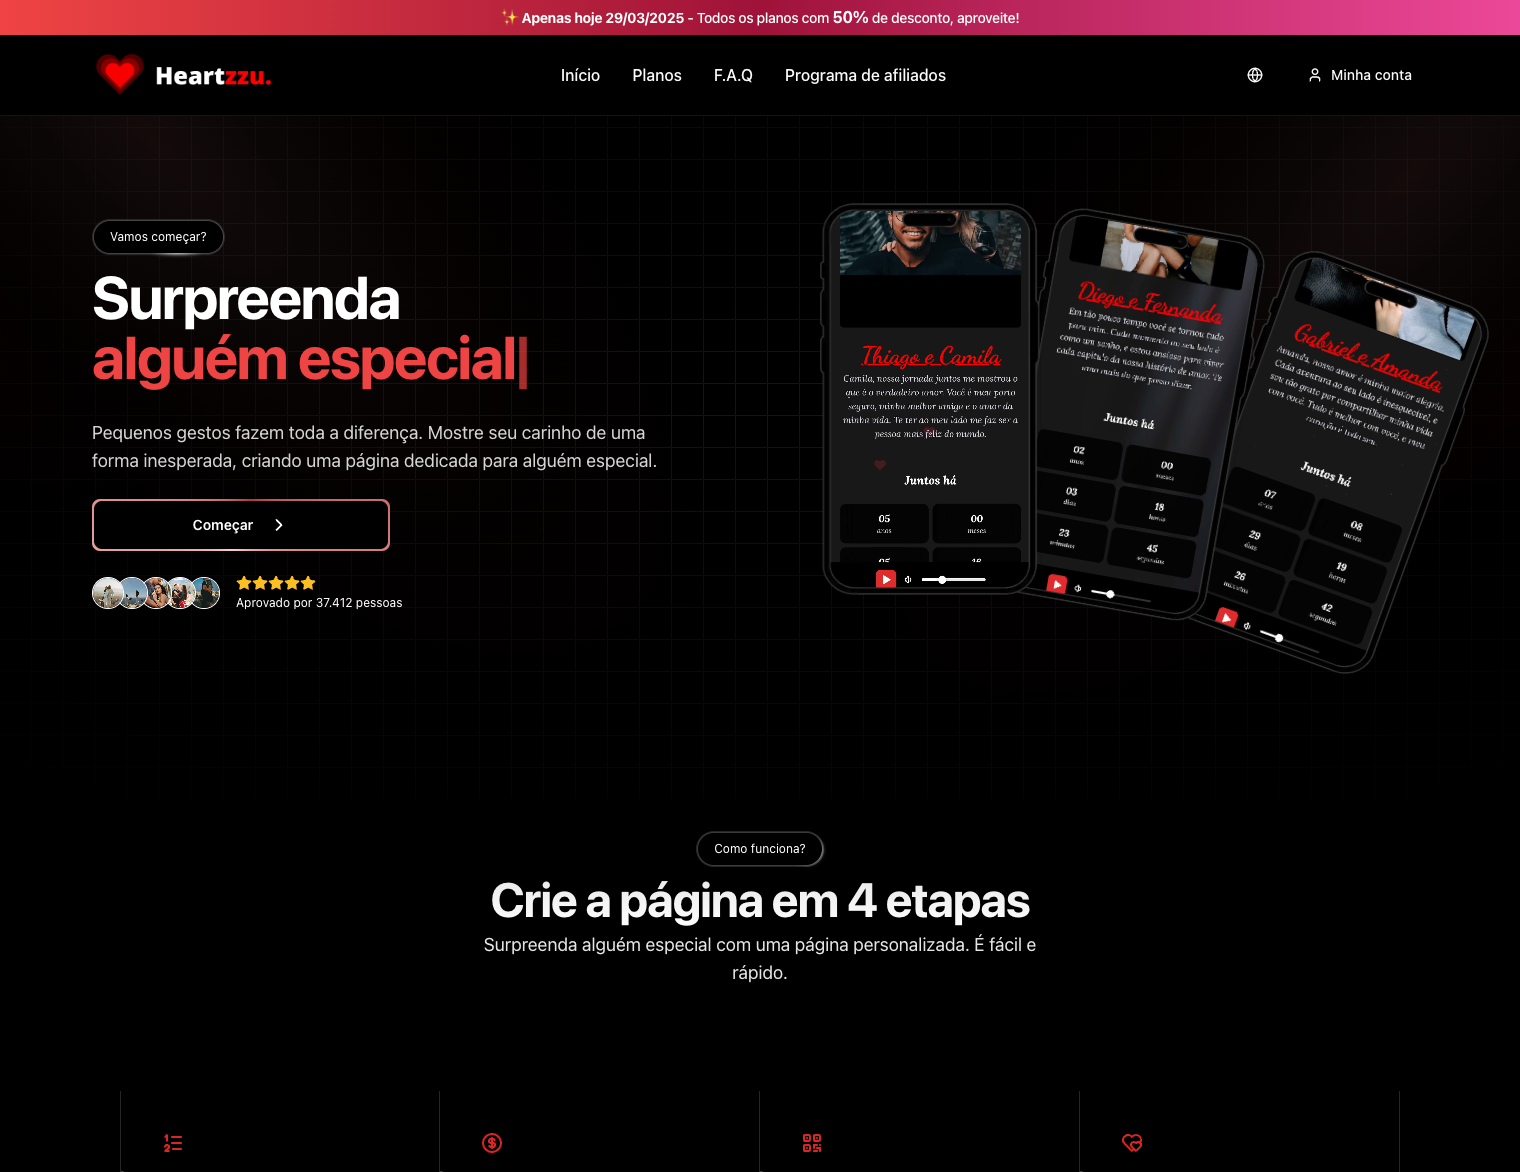 ✨ Apenas hoje 29/03/2025 - Todos os planos com 50% de desconto, aproveite!
Heartzzu.
Início
Planos
F.A.Q
Programa de afiliados
Minha conta
Vamos começar?
Surpreenda
alguém especial
Pequenos gestos fazem toda a diferença. Mostre seu carinho de uma
forma inesperada, criando uma página dedicada para alguém especial.
Começar
Aprovado por 37.412 pessoas
Thiago e Camila
Camila, nossa jornada juntos me mostrou o
que é o verdadeiro amor. Você é meu porto
seguro, minha melhor amiga e o amor da
minha vida. Te ter ao meu lado me faz ser a
pessoa mais feliz do mundo.
Juntos há
05
anos
00
meses
Diego e Fernanda
Em tão pouco tempo você se tornou tudo
para mim. Cada momento ao seu lado é
como um sonho, e estou ansioso para viver
cada capítulo da nossa história de amor. Te
amo mais do que posso dizer.
Juntos há
02
anos
00
meses
03
dias
18
horas
23
minutos
45
segundos
Gabriel e Amanda
Amanda, nosso amor é minha maior alegria.
Cada aventura ao seu lado é inesquecível, e
sou tão grato por compartilhar minha vida
com você. Tudo é melhor com você, e meu
coração é todo seu.
Juntos há
07
anos
08
meses
29
dias
19
horas
26
minutos
42
segundos
Como funciona?
Crie a página em 4 etapas
Surpreenda alguém especial com uma página personalizada. É fácil e
rápido.